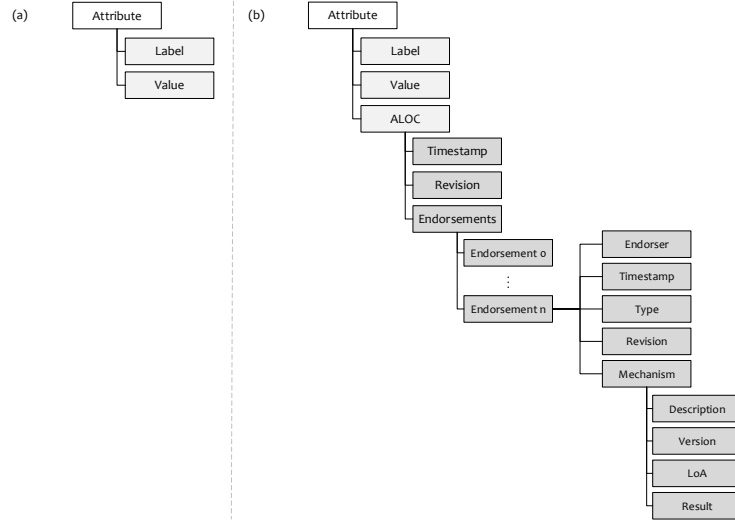 (a)
Attribute
Label
Value
(b)
Attribute
Label
Value
ALOC
Timestamp
Revision
Endorsements
Endorsement 0
⋮
Endorsement n
Endorser
Timestamp
Type
Revision
Mechanism
Description
Version
LoA
Result